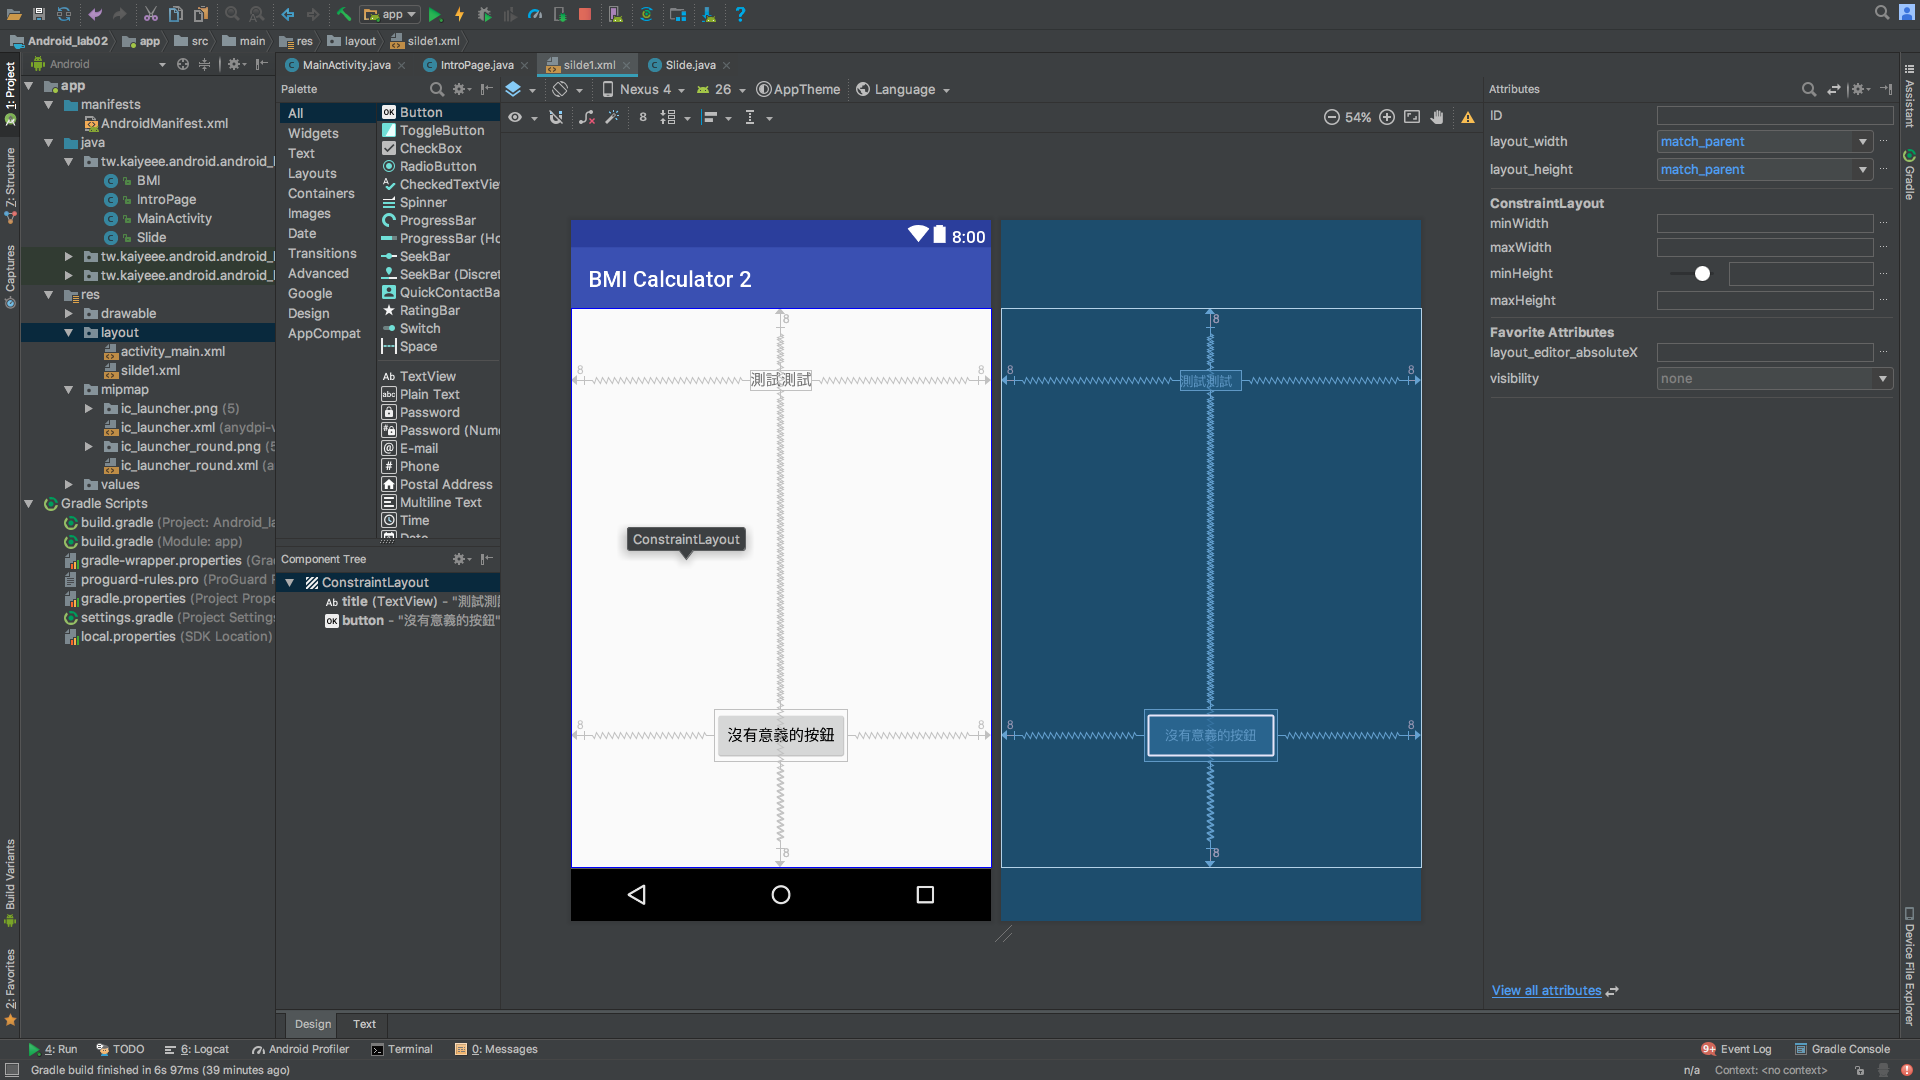 app
Android_lab02
app
src
main
res
layout
silde1.xml
Android
MainActivity.java
IntroPage.java
silde1.xml
Slide.java
1: Project
Z: Structure
Captures
Build Variants
2: Favorites
app
manifests
AndroidManifest.xml
java
tw.kaiyeee.android.android_l
BMI
IntroPage
MainActivity
Slide
tw.kaiyeee.android.android_l
tw.kaiyeee.android.android_l
res
drawable
layout
activity_main.xml
silde1.xml
mipmap
ic_launcher.png (5)
ic_launcher.xml (anydpi-v
ic_launcher_round.png (5
ic_launcher_round.xml (a
values
Gradle Scripts
build.gradle (Project: Android_la
build.gradle (Module: app)
gradle-wrapper.properties (Gra
proguard-rules.pro (ProGuard R
gradle.properties (Project Prope
settings.gradle (Project Settings
local.properties (SDK Location)
Palette
All
Widgets
Text
Layouts
Containers
Images
Date
Transitions
Advanced
Google
Design
AppCompat
OK Button
ToggleButton
CheckBox
RadioButton
CheckedTextVie
Spinner
ProgressBar
ProgressBar (Ho
SeekBar
SeekBar (Discret
QuickContactBa
RatingBar
Switch
Space
Ab TextView
abc Plain Text
Password
Password (Nume
@ E-mail
# Phone
Postal Address
Multiline Text
Time
Component Tree
ConstraintLayout
Ab title (TextView) - "測試測試
OK button - "沒有意義的按鈕"
Nexus 4
26
AppTheme
Language
8
54%
8:00
BMI Calculator 2
8
8
8
測試測試
ConstraintLayout
8
8
沒有意義的按鈕
8
8
8
8
測試測試
8
8
沒有意義的按鈕
8
Attributes
ID
layout_width
match_parent
layout_height
match_parent
ConstraintLayout
minWidth
maxWidth
minHeight
maxHeight
Favorite Attributes
layout_editor_absoluteX
visibility
none
View all attributes
Assistant
Gradle
Device File Explorer
Design
Text
4: Run
TODO
6: Logcat
Android Profiler
Terminal
0: Messages
9+ Event Log
Gradle Console
Gradle build finished in 6s 97ms (39 minutes ago)
n/a
Context: <no context>